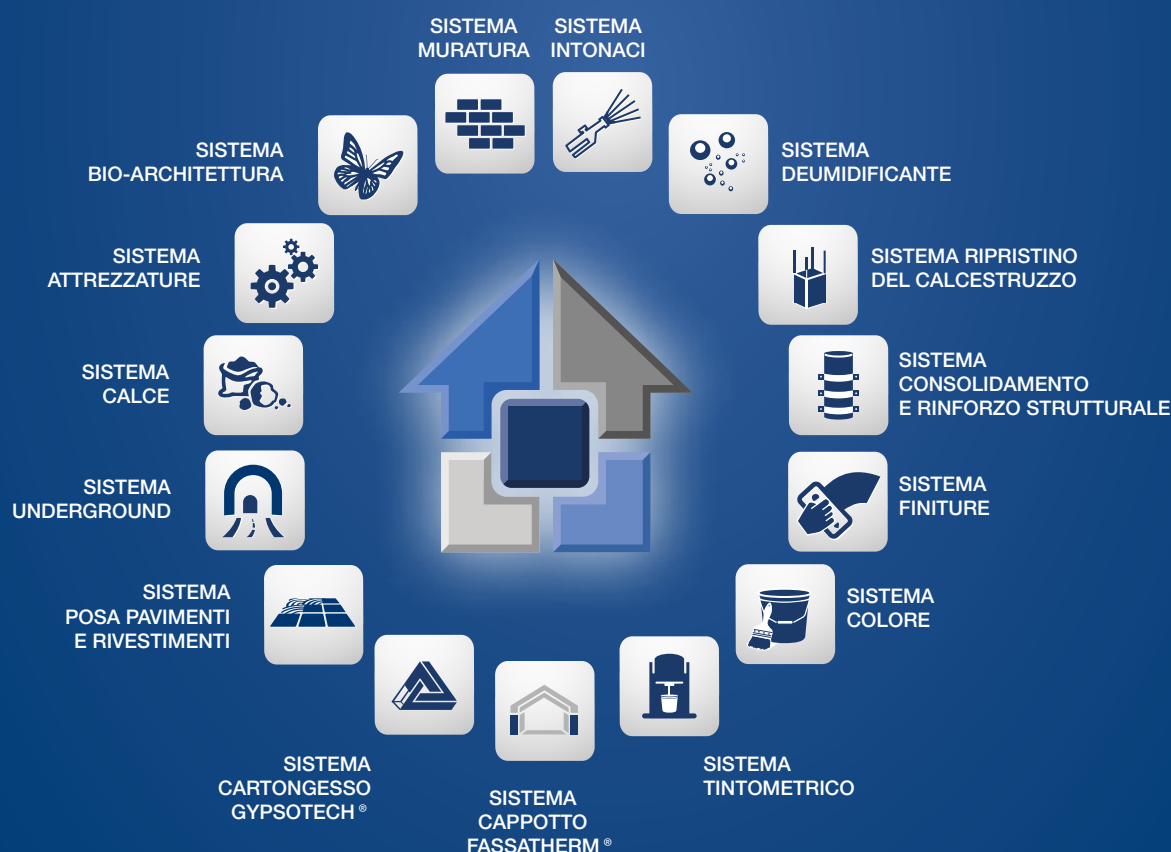 SISTEMA
MURATURA
SISTEMA
INTONACI
SISTEMA
DEUMIDIFICANTE
SISTEMA RIPRISTINO
DEL CALCESTRUZZO
SISTEMA
CONSOLIDAMENTO
E RINFORZO STRUTTURALE
SISTEMA
FINITURE
SISTEMA
COLORE
SISTEMA
TINTOMETRICO
SISTEMA
CAPPOTTO
FASSATHERM ®
SISTEMA
CARTONGESSO
GYPSOTECH ®
SISTEMA
POSA PAVIMENTI
E RIVESTIMENTI
SISTEMA
UNDERGROUND
SISTEMA
CALCE
SISTEMA
ATTREZZATURE
SISTEMA
BIO-ARCHITETTURA